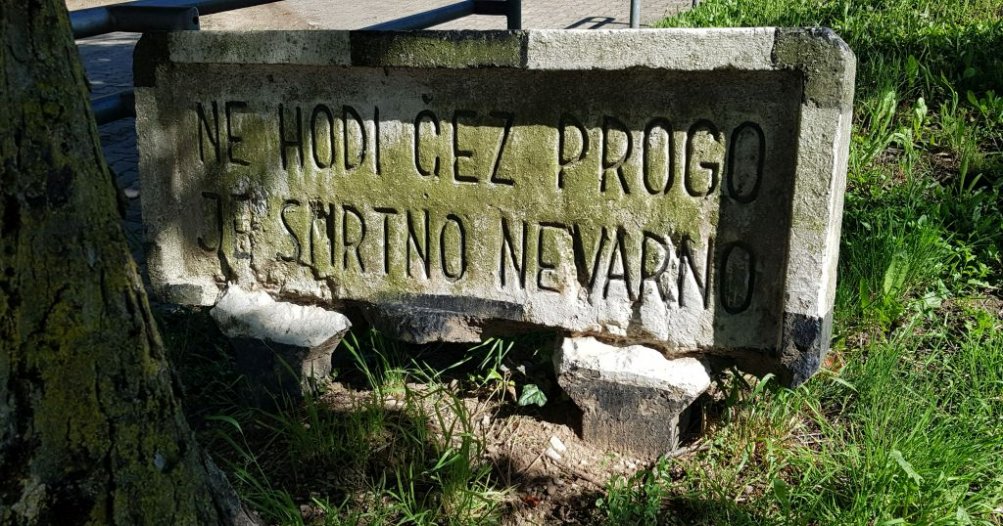 NE HODI ČEZ PROGO
JE SMRTNO NEVARNO